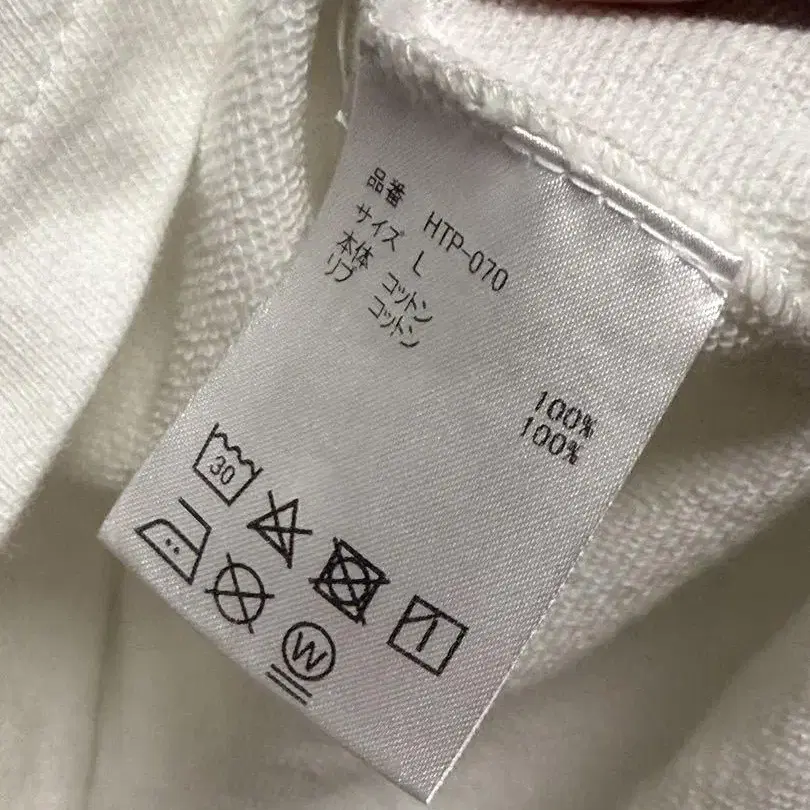 品番 HTP-070
サイズ L
本体 コットン 100%
リブ コットン 100%
30
W